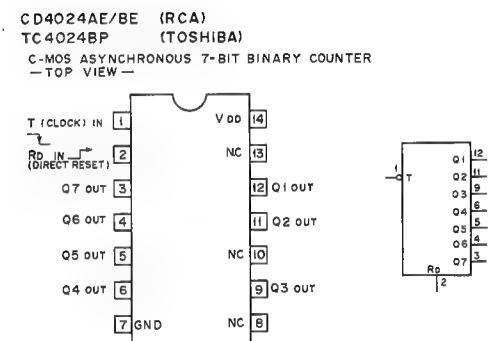 CD4024AE/BE (RCA)
TC4024BP (TOSHIBA)
C-MOS ASYNCHRONOUS 7-BIT BINARY COUNTER
— TOP VIEW —
T (CLOCK) IN 1
VDD 14
RD IN 2
(DIRECT RESET)
NC 13
Q7 OUT 3
12 Q1 OUT
Q6 OUT 4
11 Q2 OUT
Q5 OUT 5
NC 10
Q4 OUT 6
9 Q3 OUT
7 GND
NC 8
1 T
Q1 12
Q2 11
Q3 9
Q4 6
Q5 5
Q6 4
Q7 3
RD
2